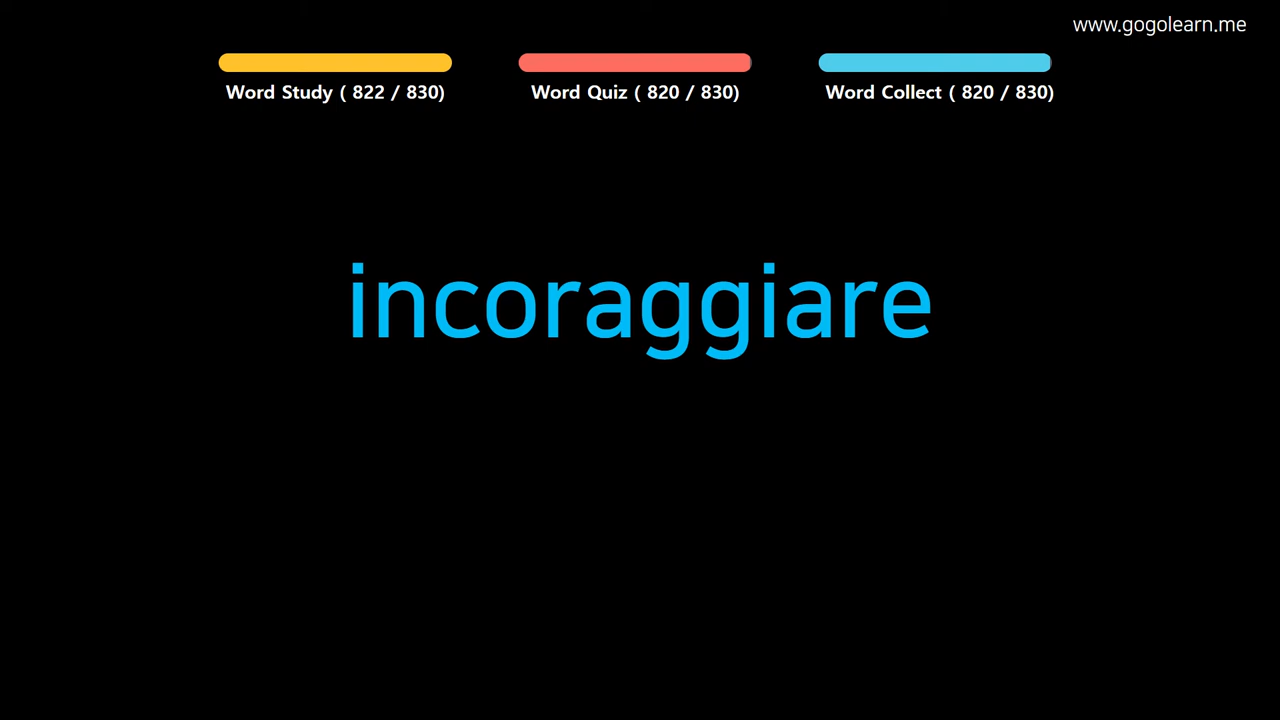 www.gogolearn.me
Word Study ( 822 / 830)
Word Quiz ( 820 / 830)
Word Collect ( 820 / 830)
incoraggiare